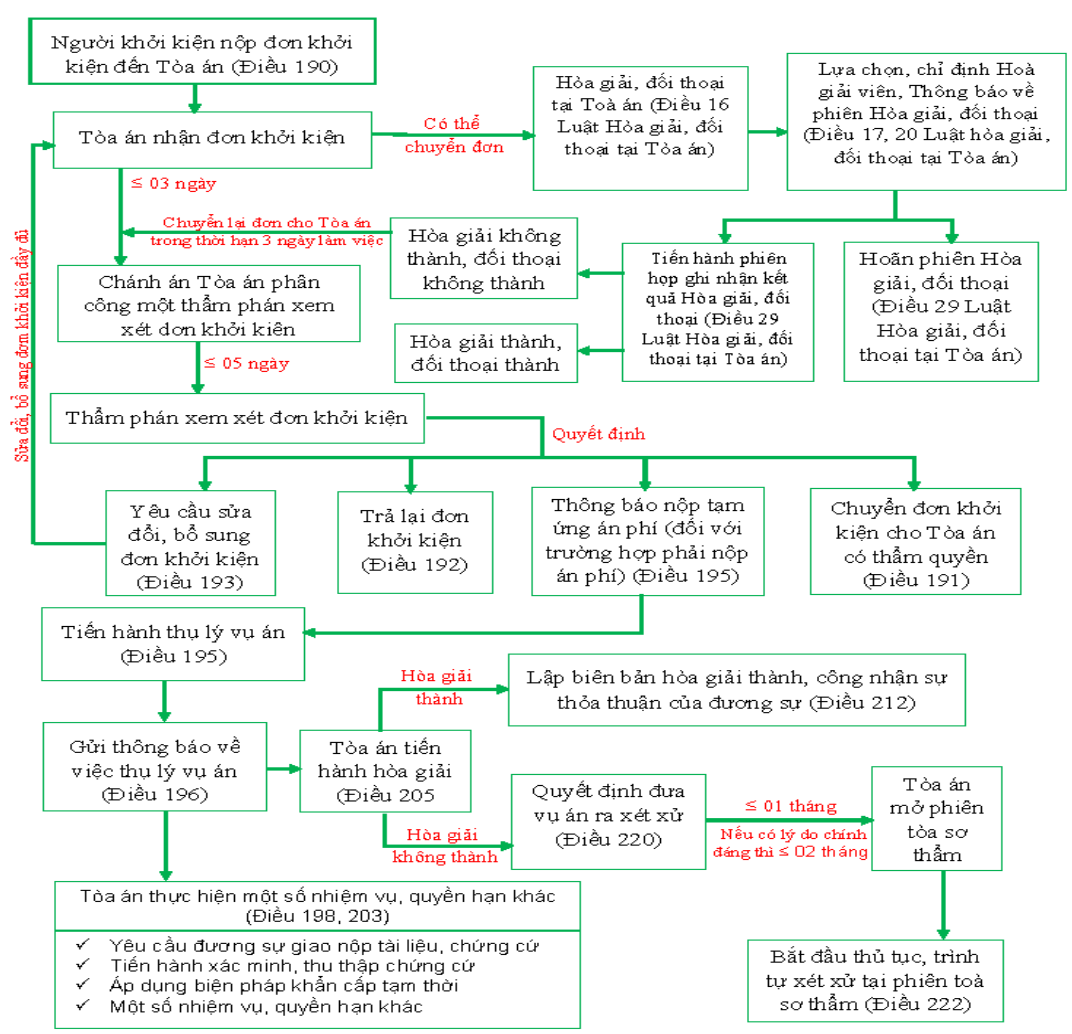 Người khởi kiện nộp đơn khởi
kiện đến Tòa án (Điều 190)
Tòa án nhận đơn khởi kiện
Có thể
chuyển đơn
Hòa giải, đối thoại
tại Toà án (Điều 16
Luật Hòa giải, đối
thoại tại Tòa án)
Lựa chọn, chỉ định Hoà
giải viên, Thông báo về
phiên Hòa giải, đối thoại
(Điều 17, 20 Luật hòa giải,
đối thoại tại Tòa án)
≤ 03 ngày
Chuyển lại đơn cho Tòa án
trong thời hạn 3 ngày làm việc
Hòa giải không
thành, đối thoại
không thành
Tiến hành phiên
họp ghi nhận kết
quả Hòa giải, đối
thoại (Điều 29
Luật Hòa giải, đối
thoại tại Tòa án)
Hoãn phiên Hòa
giải, đối thoại
(Điều 29 Luật
Hòa giải, đối
thoại tại Tòa án)
Chánh án Tòa án phân
công một thẩm phán xem
xét dơn khởi kiên
Hòa giải thành,
đối thoại thành
≤ 05 ngày
Thẩm phán xem xét đơn khởi kiện
Quyết định
Sửa đổi, bổ sung đơm khởi kiện đầy đủ
Yêu cầu sửa
đổi, bổ sung
đơn khởi kiện
(Điều 193)
Trả lại đơn
khởi kiện
(Điều 192)
Thông báo nộp tạm
ứng án phí (đối với
trường hợp phải nộp
án phí) (Điều 195)
Chuyển đơn khởi
kiện cho Tòa án
có thẩm quyền
(Điều 191)
Tiến hành thụ lý vụ án
(Điều 195)
Hòa giải
thành
Lập biên bản hòa giải thành, công nhận sự
thỏa thuận của đương sự (Điều 212)
Gửi thông báo về
việc thụ lý vụ án
(Điều 196)
Tòa án tiến
hành hòa giải
(Điều 205
Hòa giải
không thành
Quyết định đưa
vụ án ra xét xử
(Điều 220)
≤ 01 tháng
Nếu có lý do chính
đáng thì ≤ 02 tháng
Tòa án
mở phiên
tòa sơ
thẩm
Tòa án thực hiện một số nhiệm vụ, quyền hạn khác
(Điều 198, 203)
✓ Yêu cầu đương sự giao nộp tài liệu, chứng cứ
✓ Tiến hành xác minh, thu thập chứng cứ
✓ Áp dụng biện pháp khẩn cấp tạm thời
✓ Một số nhiệm vụ, quyền hạn khác
Bắt đầu thủ tục, trình
tự xét xử tại phiên toà
sơ thẩm (Điều 222)